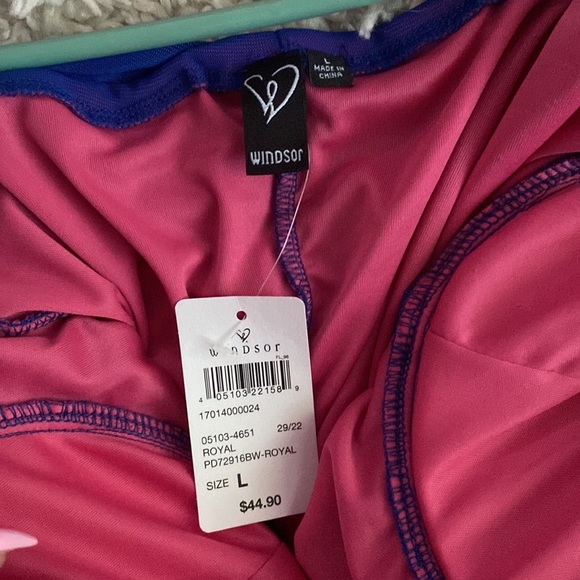 L
MADE IN
CHINA
WINDSOR
WINDSOR
FL_98
4 05103 22158 9
17014000024
05103-4651 29/22
ROYAL
PD72916BW-ROYAL
SIZE L
$44.90